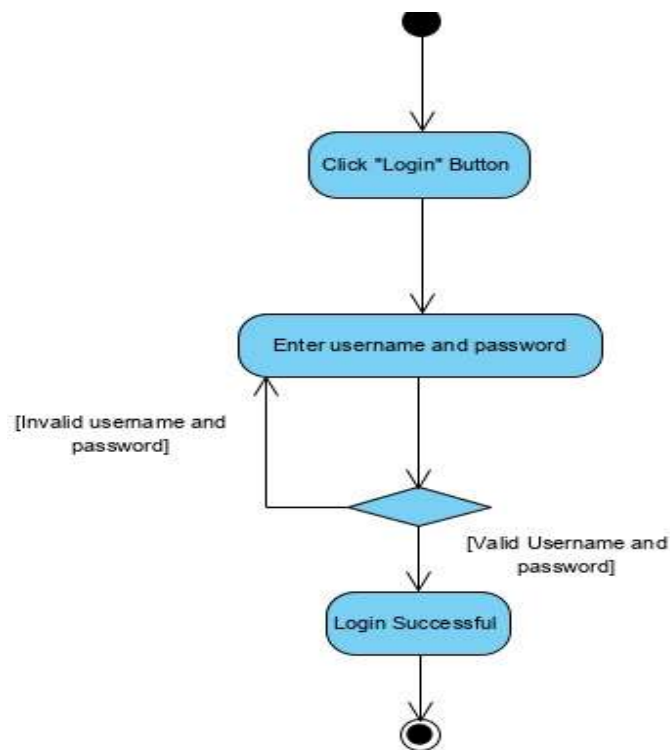 Click "Login" Button
Enter username and password
[Invalid username and
password]
[Valid Username and
password]
Login Successful